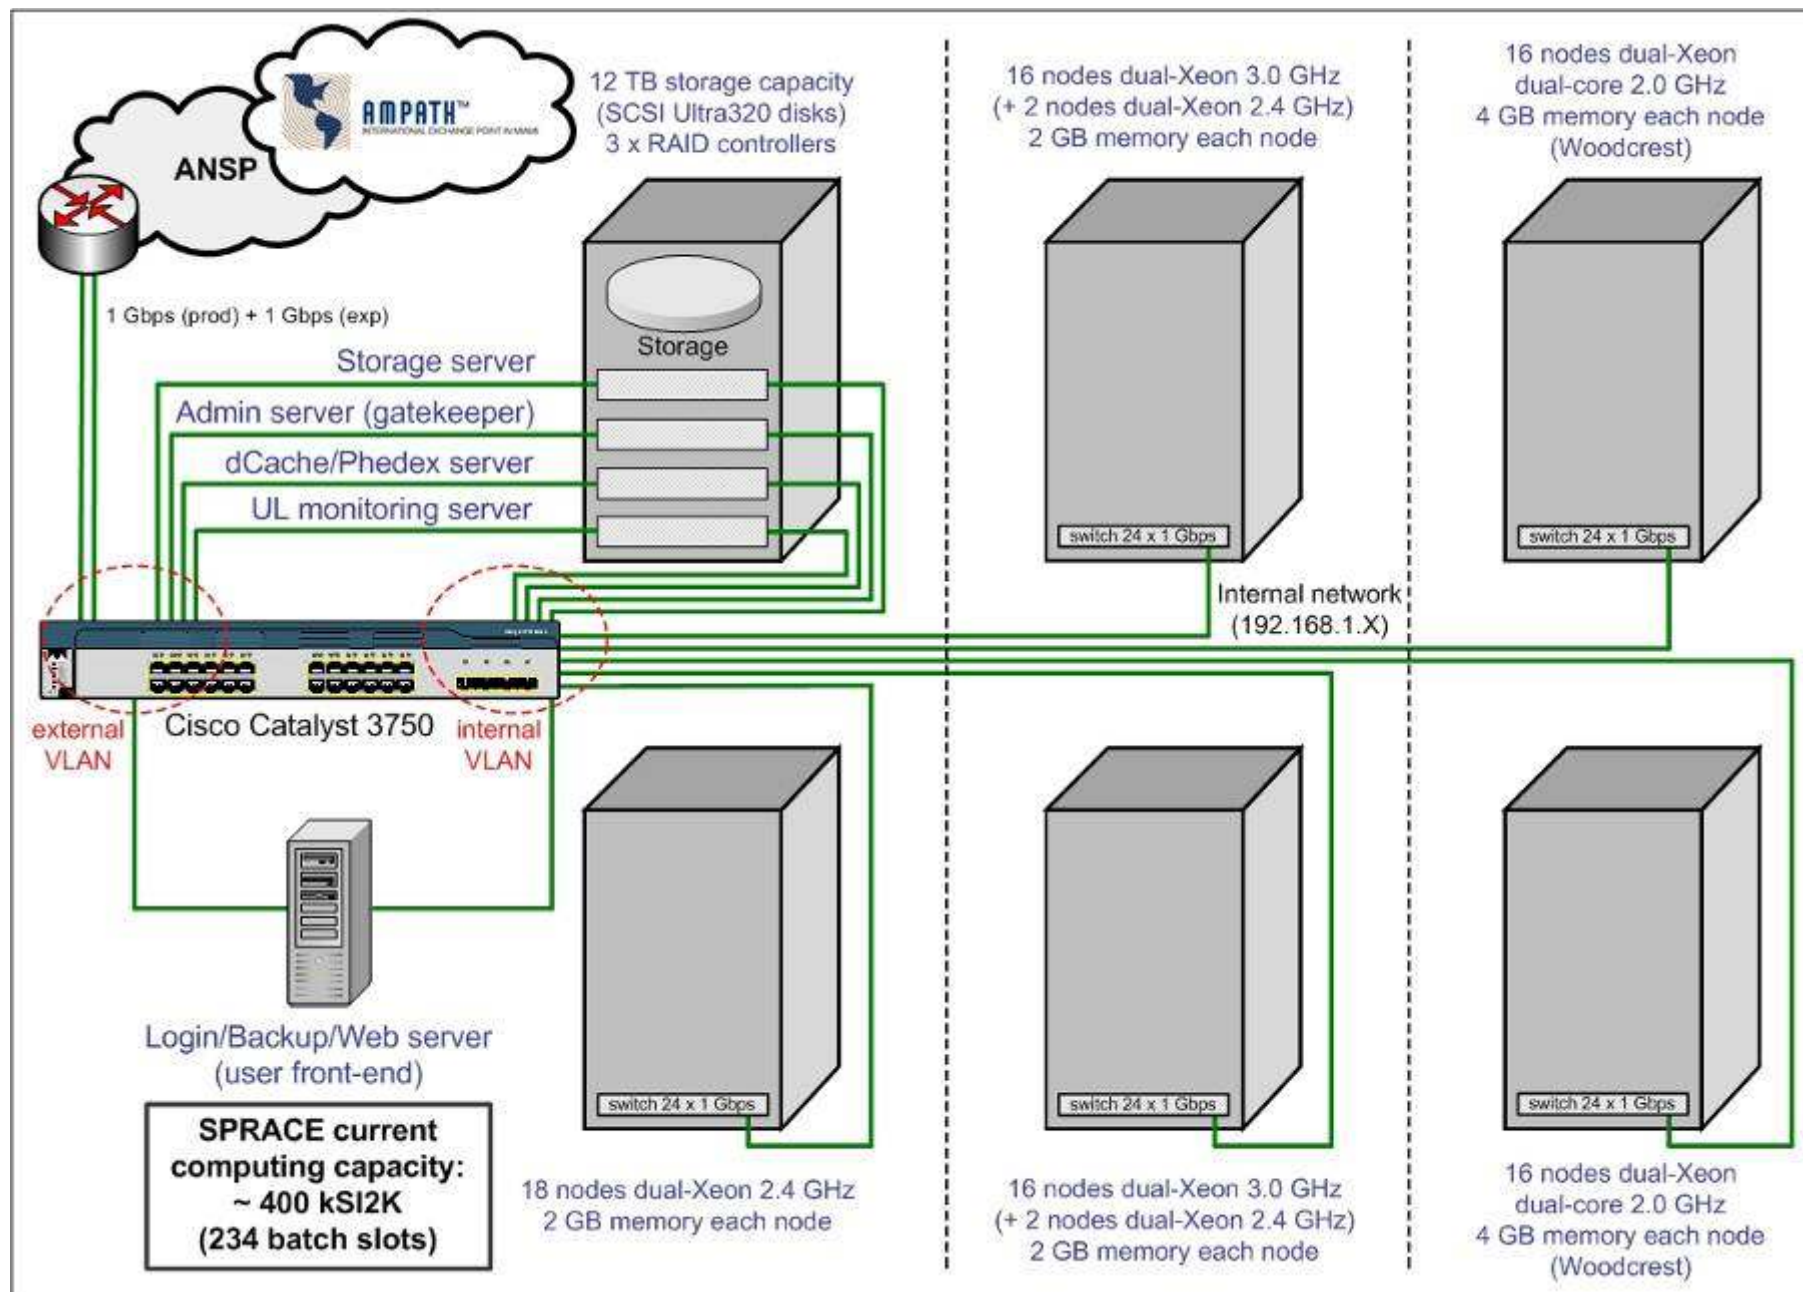 AMPATH™
INTERNATIONAL EXCHANGE POINT IN MIAMI
ANSP
12 TB storage capacity
(SCSI Ultra320 disks)
3 x RAID controllers
16 nodes dual-Xeon 3.0 GHz
(+ 2 nodes dual-Xeon 2.4 GHz)
2 GB memory each node
16 nodes dual-Xeon
dual-core 2.0 GHz
4 GB memory each node
(Woodcrest)
1 Gbps (prod) + 1 Gbps (exp)
Storage
Storage server
Admin server (gatekeeper)
dCache/Phedex server
UL monitoring server
switch 24 x 1 Gbps
switch 24 x 1 Gbps
Internal network
(192.168.1.X)
external
VLAN
Cisco Catalyst 3750
internal
VLAN
Login/Backup/Web server
(user front-end)
SPRACE current
computing capacity:
~ 400 kSI2K
(234 batch slots)
switch 24 x 1 Gbps
switch 24 x 1 Gbps
switch 24 x 1 Gbps
18 nodes dual-Xeon 2.4 GHz
2 GB memory each node
16 nodes dual-Xeon 3.0 GHz
(+ 2 nodes dual-Xeon 2.4 GHz)
2 GB memory each node
16 nodes dual-Xeon
dual-core 2.0 GHz
4 GB memory each node
(Woodcrest)